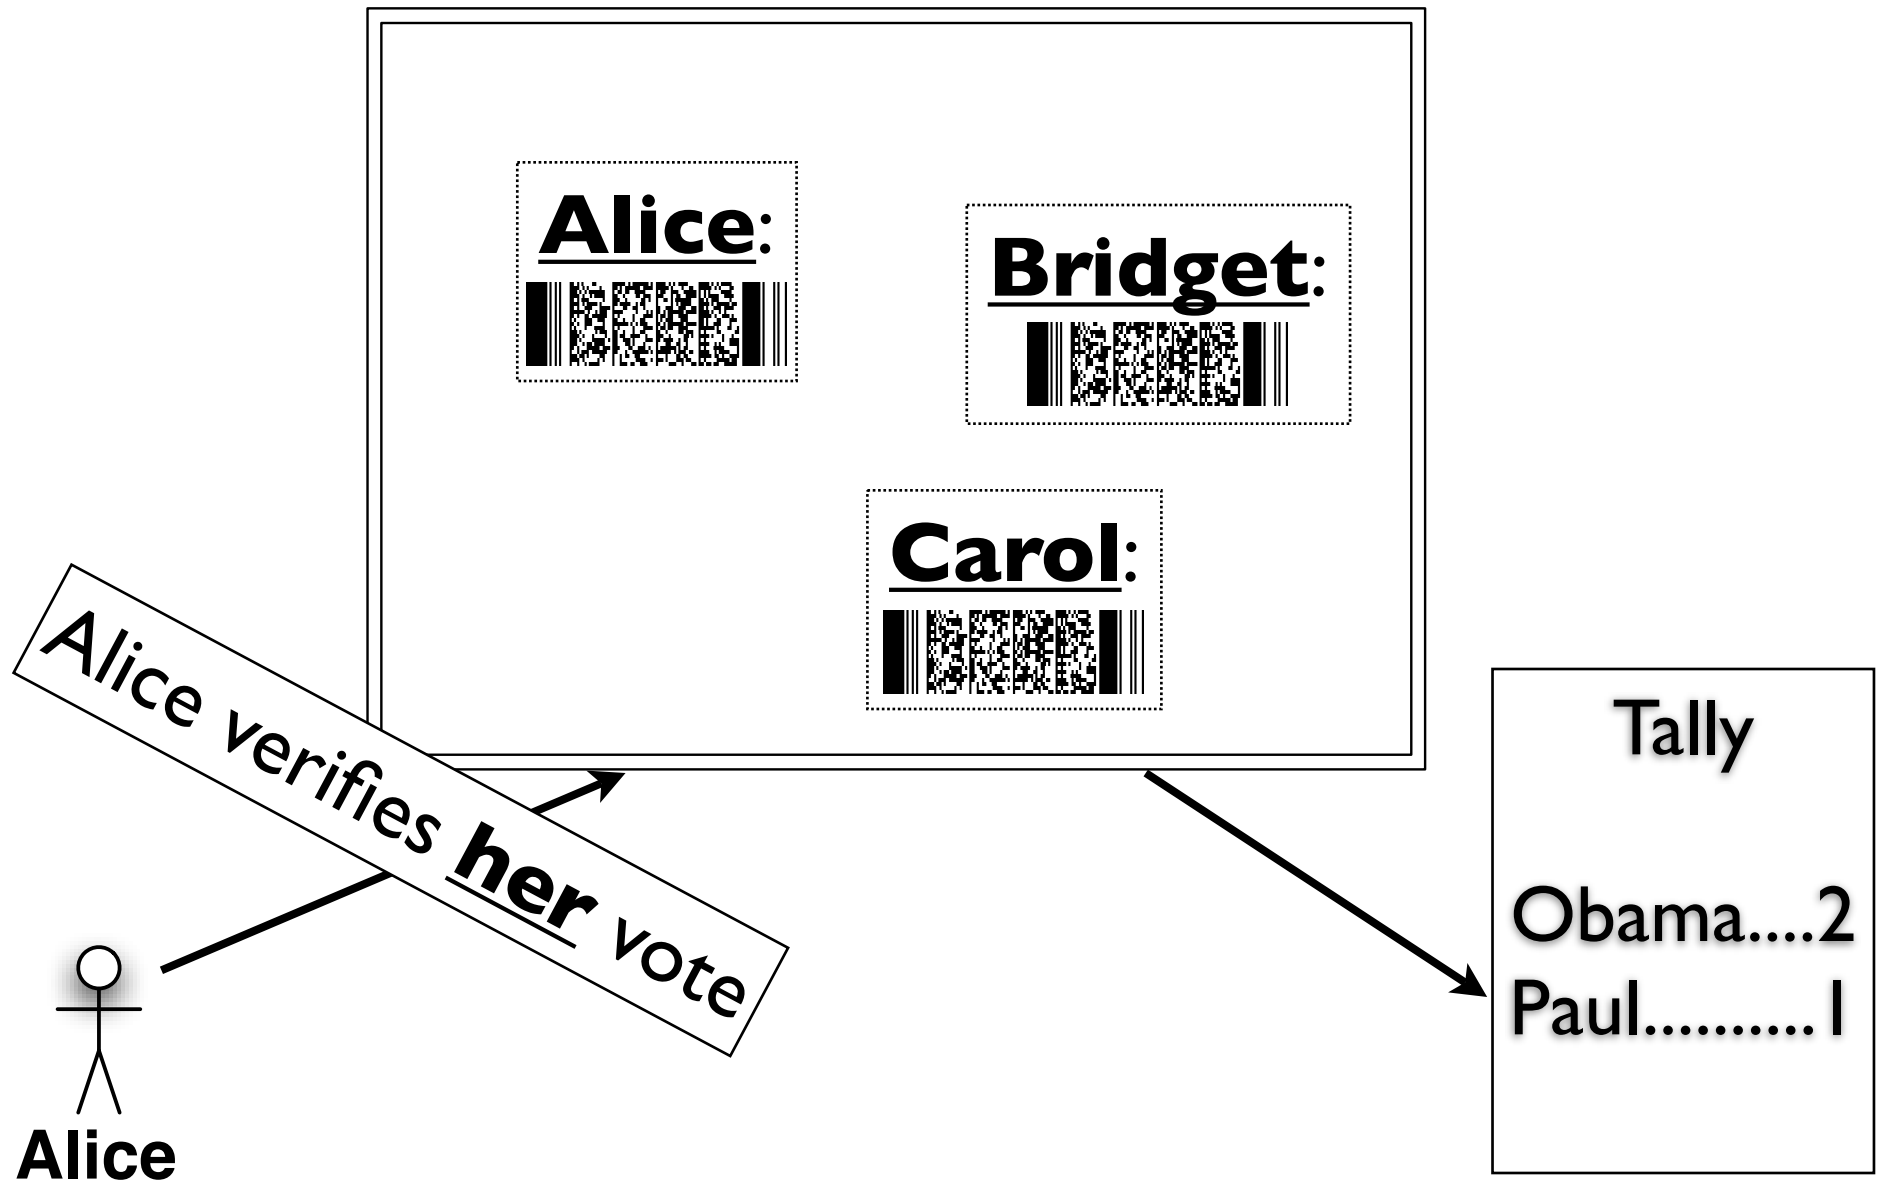 Alice:
Bridget:
Carol:
Alice verifies her vote
Alice
Tally
Obama....2
Paul..........1